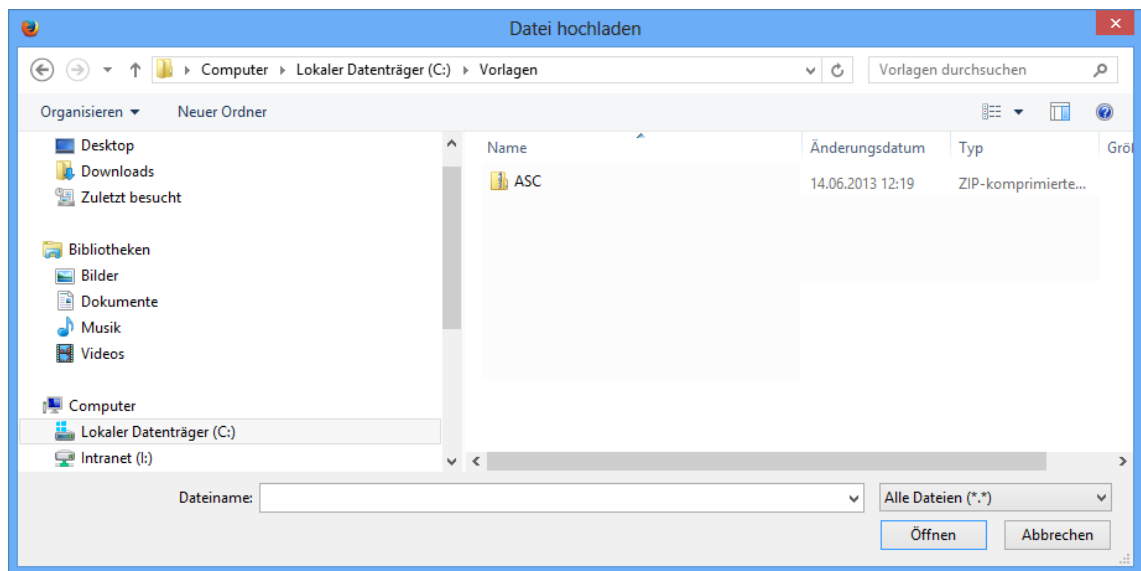 Datei hochladen
Computer Lokaler Datenträger (C:) Vorlagen
Vorlagen durchsuchen
Organisieren Neuer Ordner
Desktop
Downloads
Zuletzt besucht
Bibliotheken
Bilder
Dokumente
Musik
Videos
Computer
Lokaler Datenträger (C:)
Intranet (I:)
Name Änderungsdatum Typ Größ
ASC 14.06.2013 12:19 ZIP-komprimierte...
Dateiname: Alle Dateien (*.*)
Öffnen Abbrechen